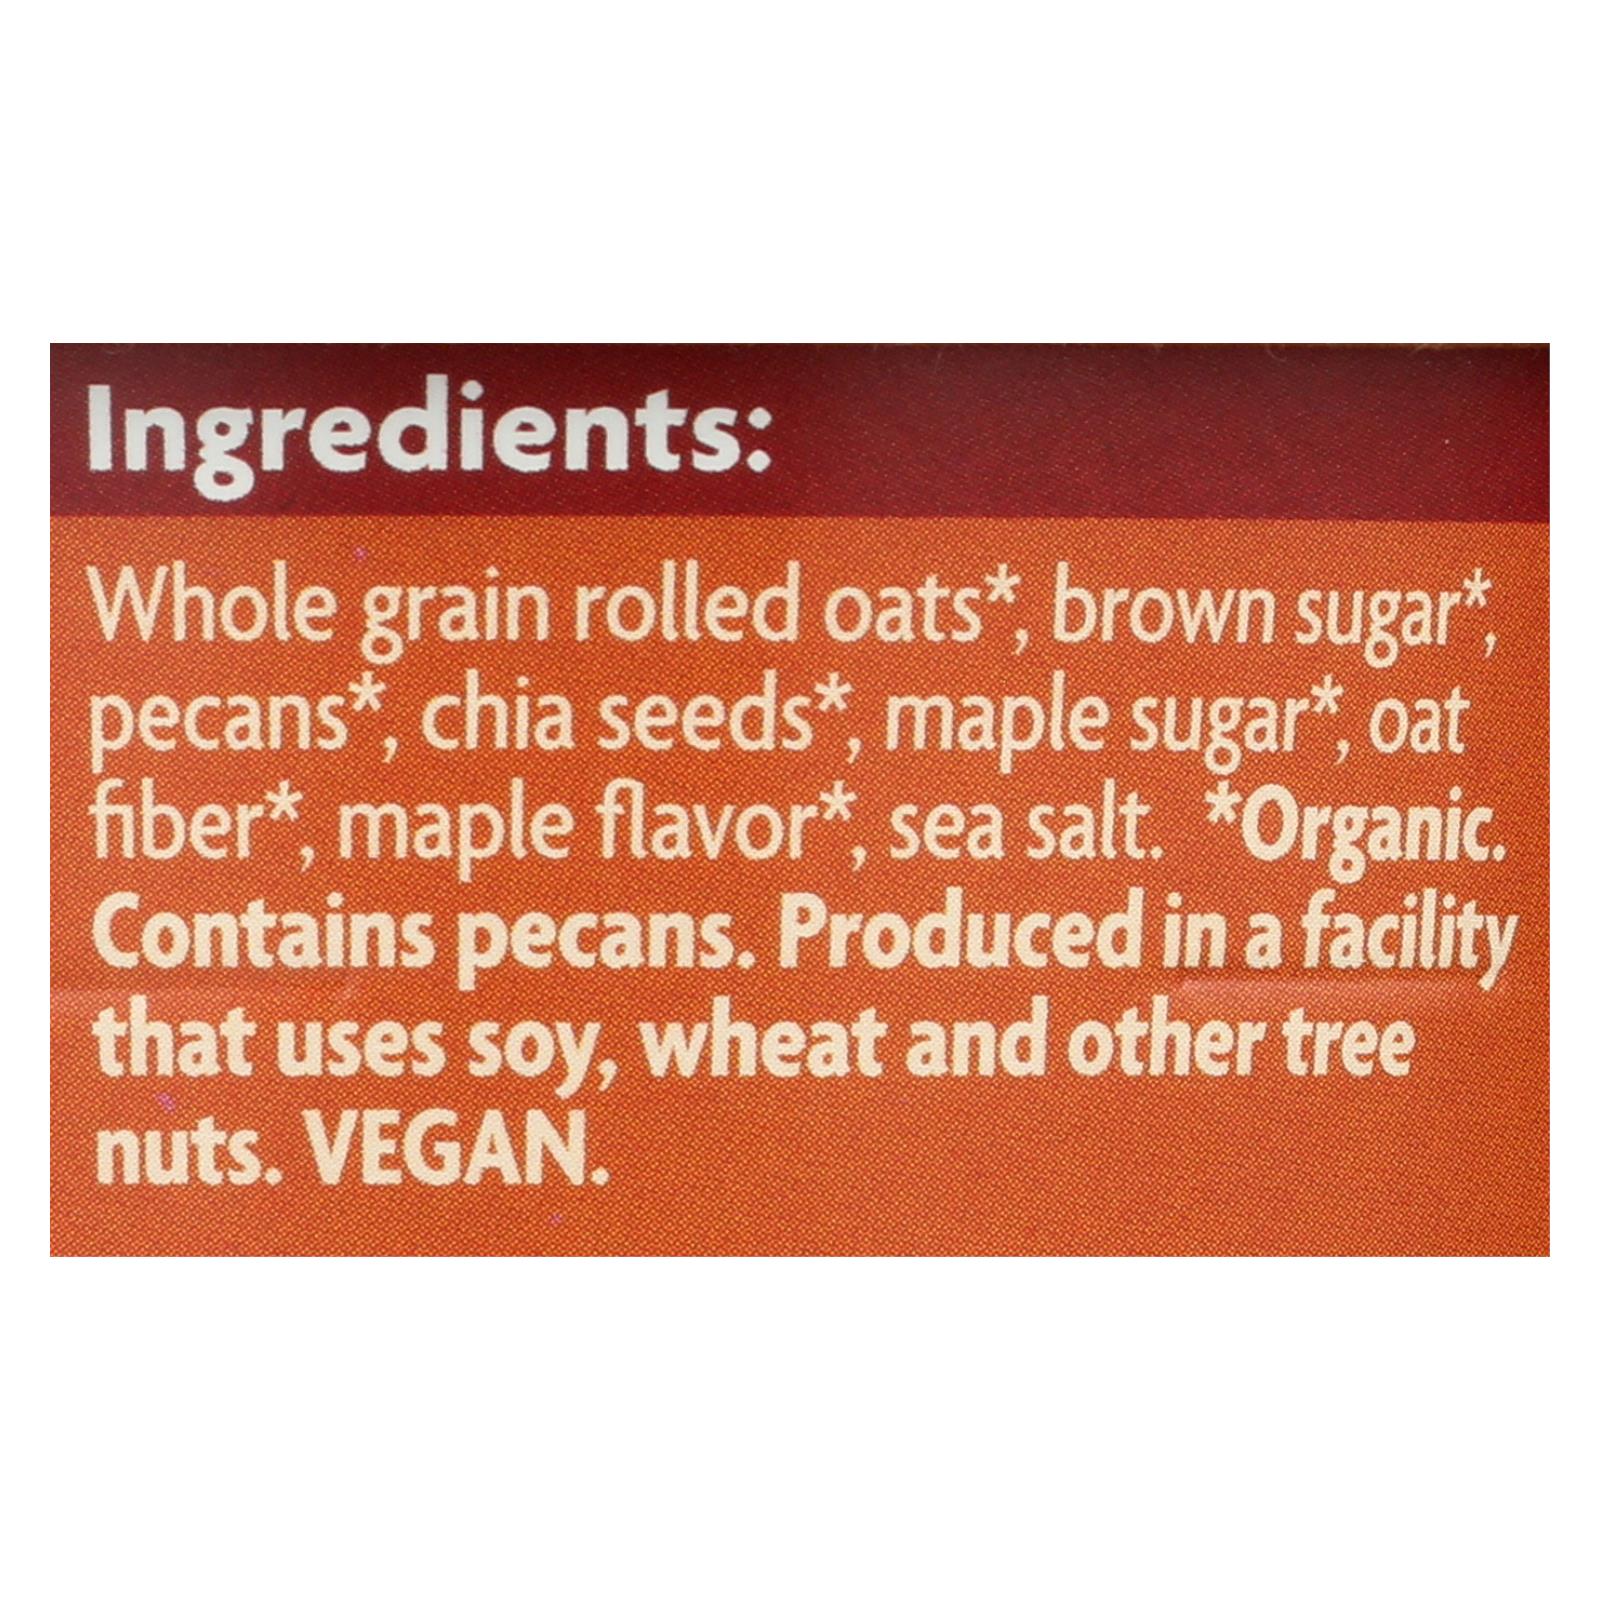 Ingredients:
Whole grain rolled oats*, brown sugar*,
pecans*, chia seeds*, maple sugar*, oat
fiber*, maple flavor*, sea salt.  *Organic.
Contains pecans. Produced in a facility
that uses soy, wheat and other tree
nuts. VEGAN.